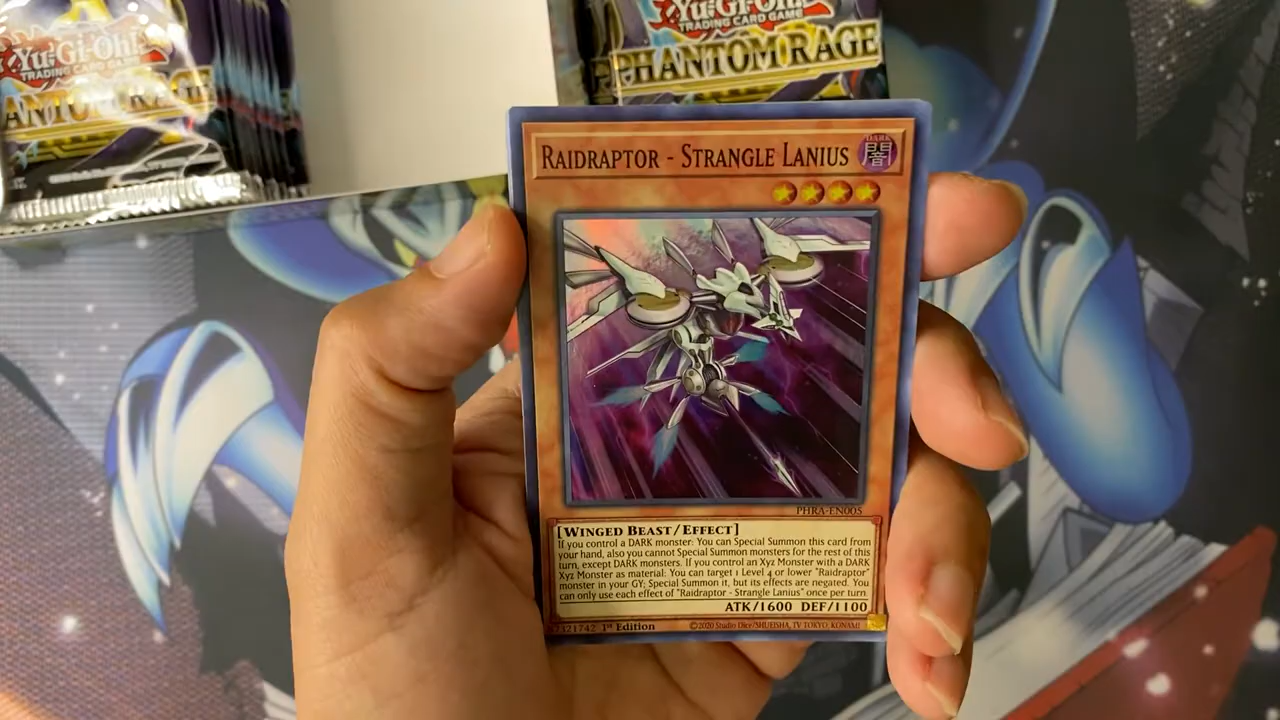 Yu-Gi-Oh!
TRADING CARD GAME
Yu-Gi-Oh!
TRADING CARD GAME
PHANTOM RAGE
RAIDRAPTOR - STRANGLE LANIUS
DARK
闇
PHRA-EN005
[WINGED BEAST/EFFECT]
If you control a DARK monster: You can Special Summon this card from
your hand, also you cannot Special Summon monsters for the rest of this
turn, except DARK monsters. If you control an Xyz Monster with a DARK
Xyz Monster as material: You can target 1 Level 4 or lower "Raidraptor"
monster in your GY; Special Summon it, but its effects are negated. You
can only use each effect of "Raidraptor - Strangle Lanius" once per turn.
ATK/1600 DEF/1100
1st Edition
©2020 Studio Dice/SHUEISHA, TV TOKYO, KONAMI